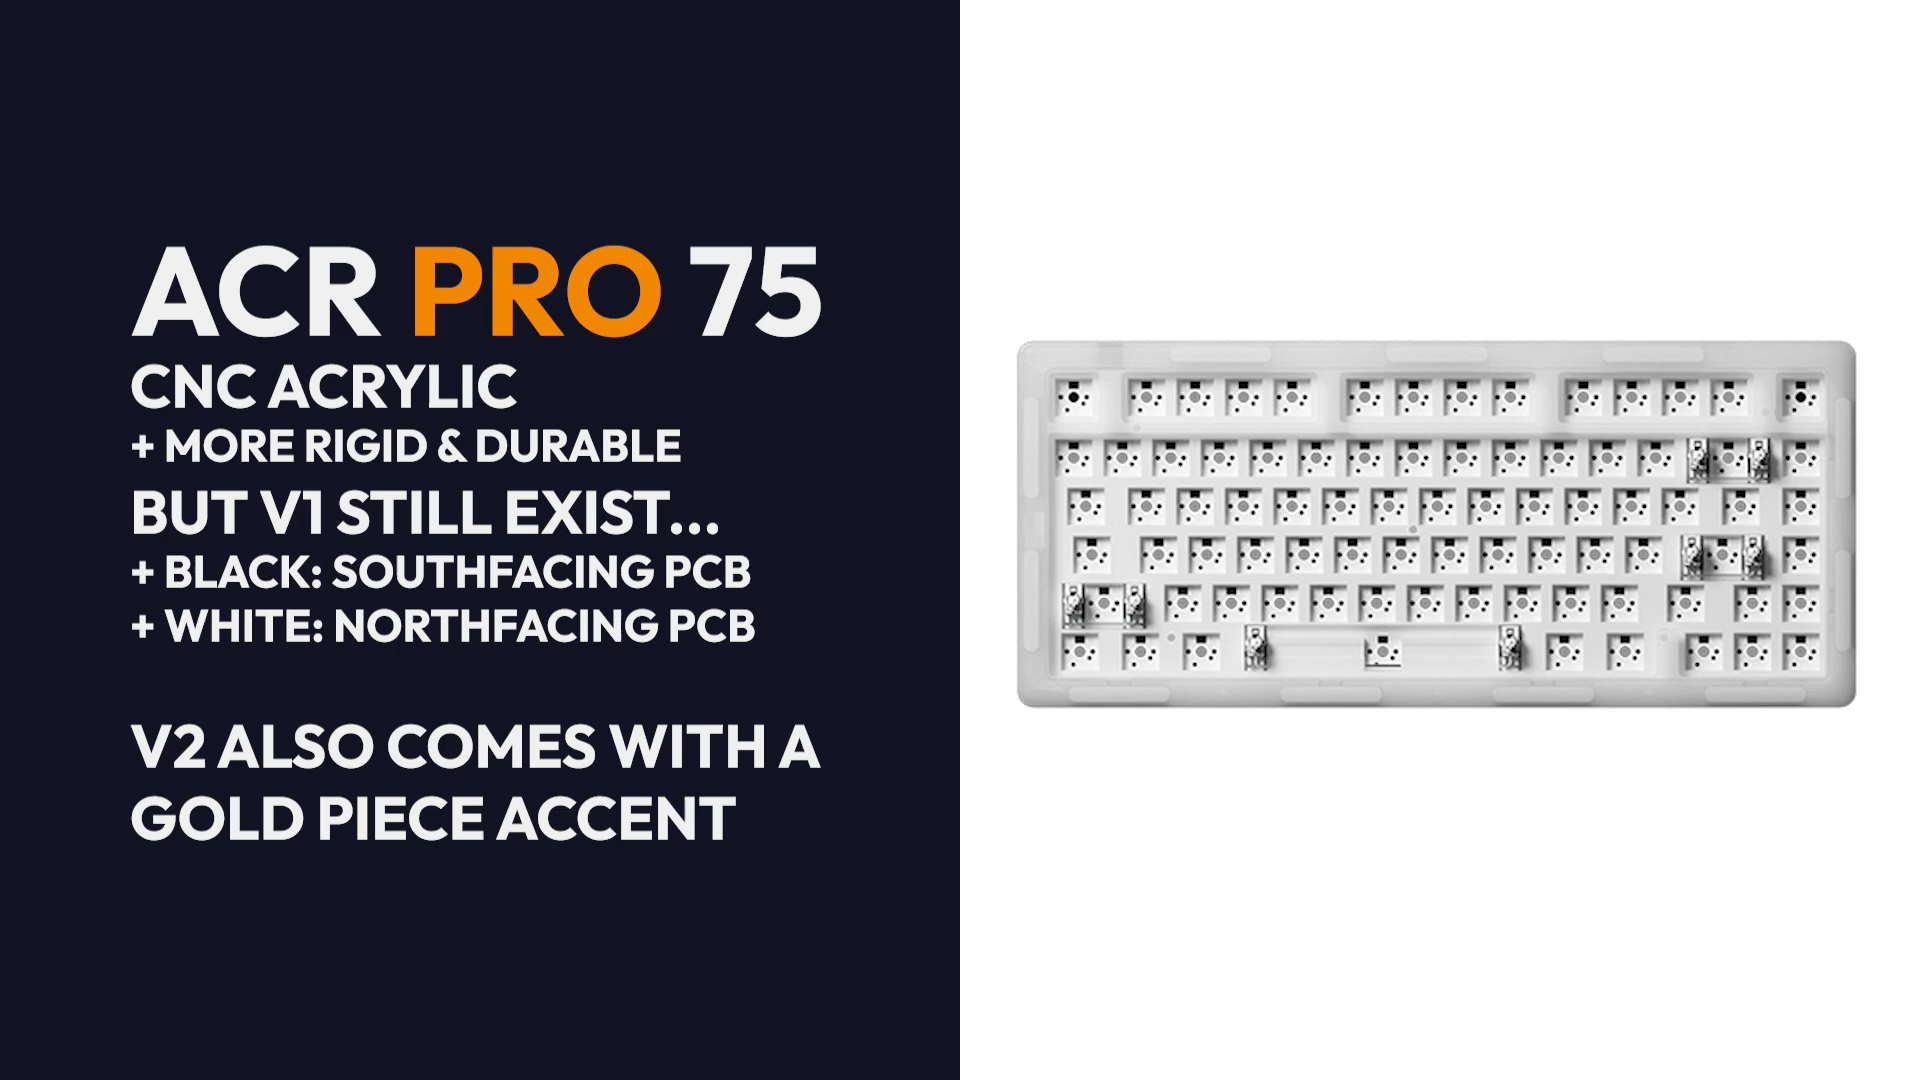 ACR PRO 75
CNC ACRYLIC
+ MORE RIGID & DURABLE
BUT V1 STILL EXIST...
+ BLACK: SOUTHFACING PCB
+ WHITE: NORTHFACING PCB
V2 ALSO COMES WITH A
GOLD PIECE ACCENT